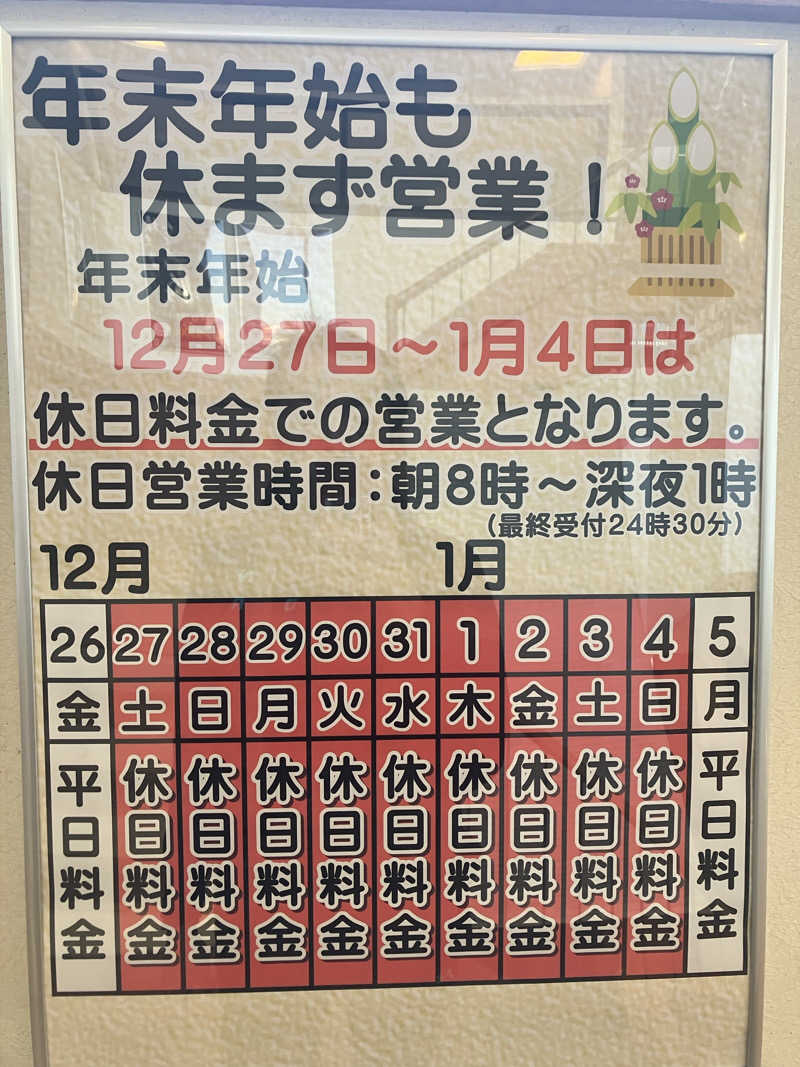 年末年始も
休まず営業！
年末年始
12月27日～1月4日は
休日料金での営業となります。
休日営業時間：朝8時～深夜1時
（最終受付24時30分）
12月 1月
26 27 28 29 30 31 1 2 3 4 5
金 土 日 月 火 水 木 金 土 日 月
平日料金 休日料金 休日料金 休日料金 休日料金 休日料金 休日料金 休日料金 休日料金 休日料金 平日料金